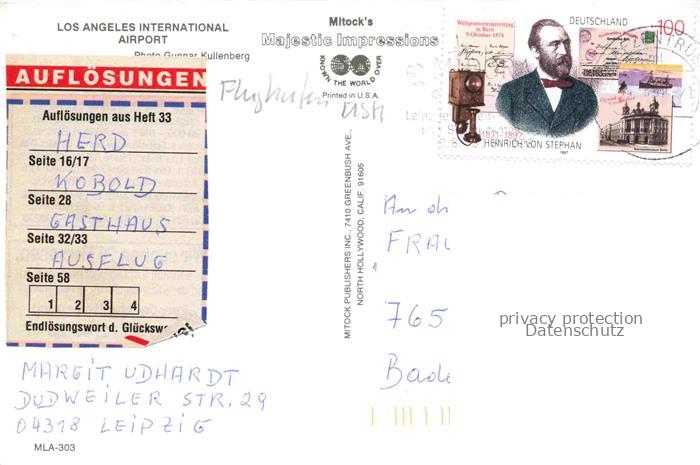 LOS ANGELES INTERNATIONAL
AIRPORT
Photo Gunnar Kullenberg
Mitock's
Majestic Impressions
KNOWN THE WORLD OVER
Printed in U.S.A.
Flughafen USA
AUFLÖSUNGEN
Auflösungen aus Heft 33
HERD
Seite 16/17
KOBOLD
Seite 28
GASTHAUS
Seite 32/33
AUSFLUG
Seite 58
1 2 3 4
Endlösungswort d.
MARGIT UDHARDT
DUDWEILER STR. 29
04318 LEIPZIG
MLA-303
MITOCK PUBLISHERS INC., 7410 GREENBUSH AVE.,
NORTH HOLLYWOOD, CALIF. 91605
Weltpostvereinsvertrag
in Bern
9. Oktober 1874
DEUTSCHLAND
100
1831-1897
HEINRICH VON STEPHAN
1997
An d
FRAU
765
Bade
privacy protection
Datenschutz